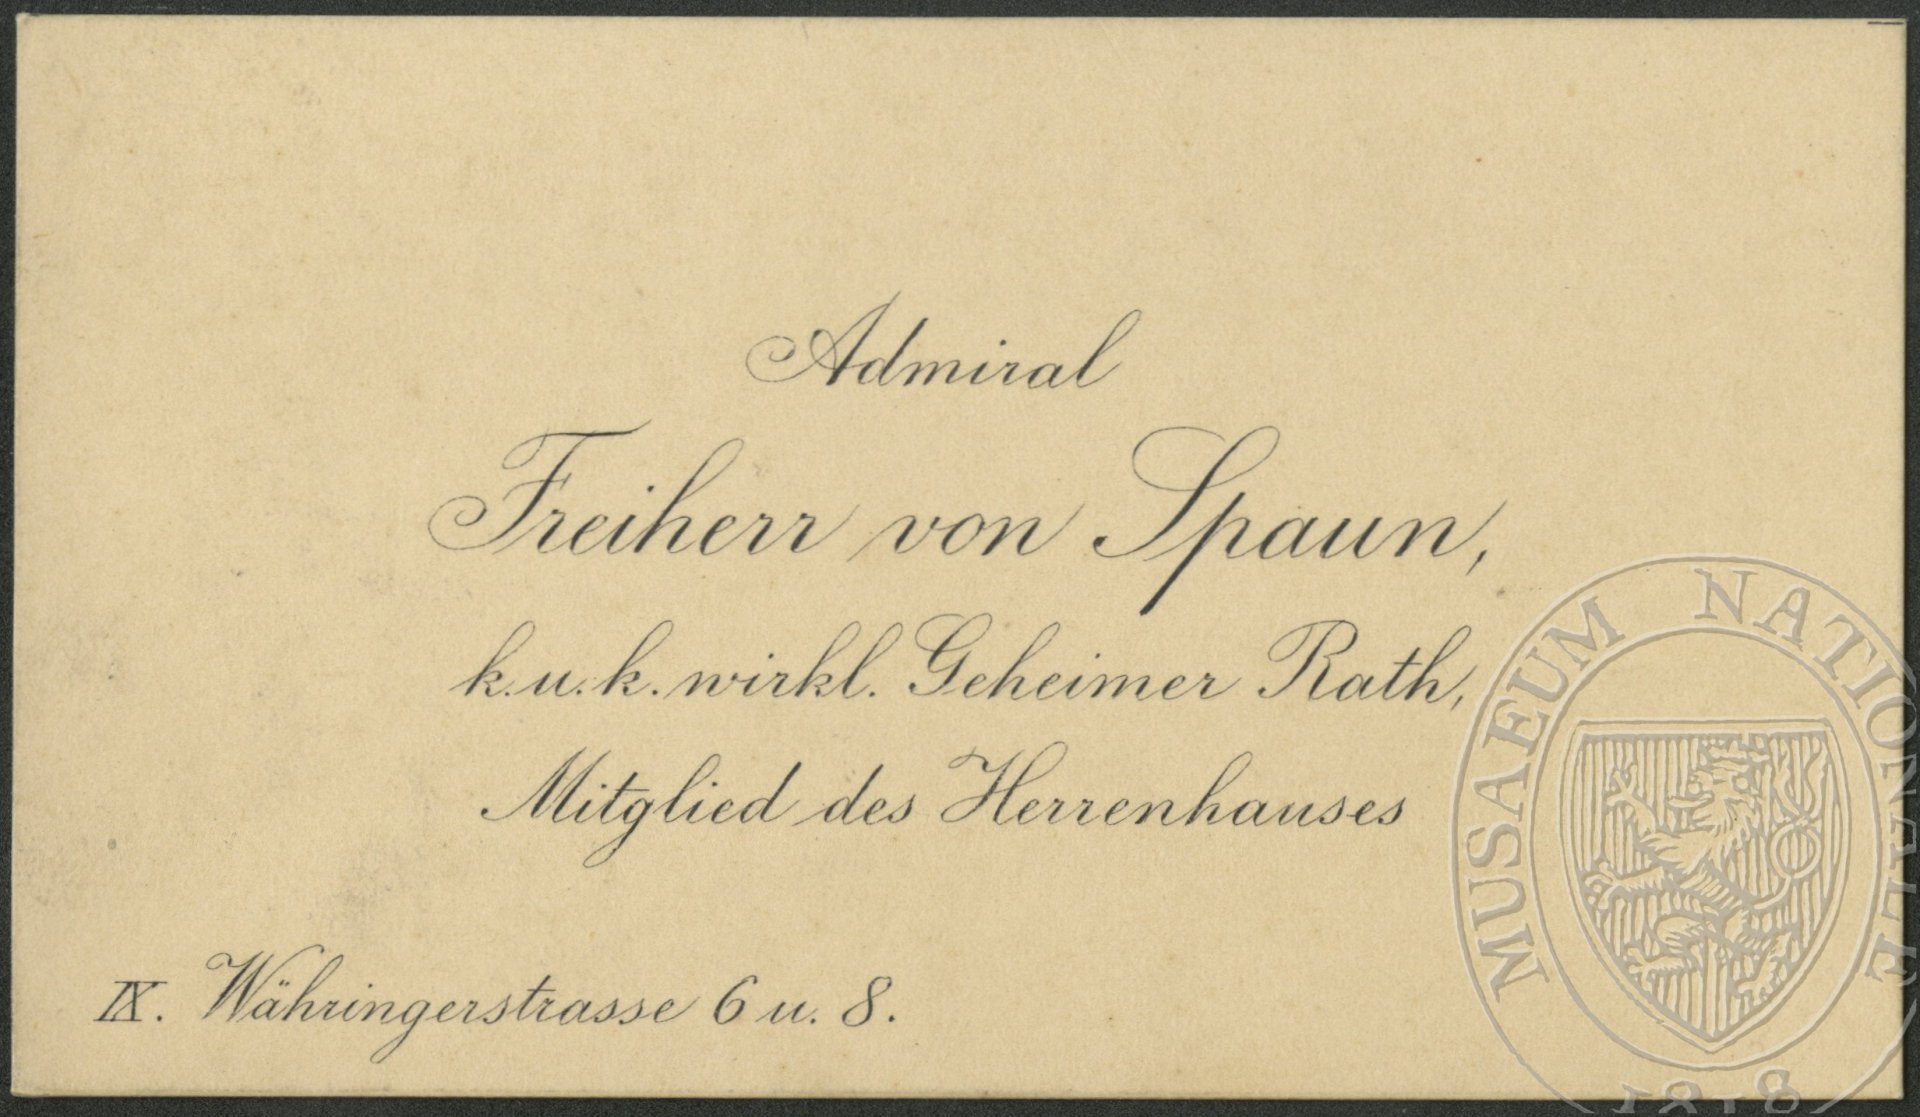 Admiral
Freiherr von Spaun,
k. u. k. wirkl. Geheimer Rath,
Mitglied des Herrenhauses
IX. Währingerstrasse 6 u. 8.
MUSAEUM NATIONALE
1818